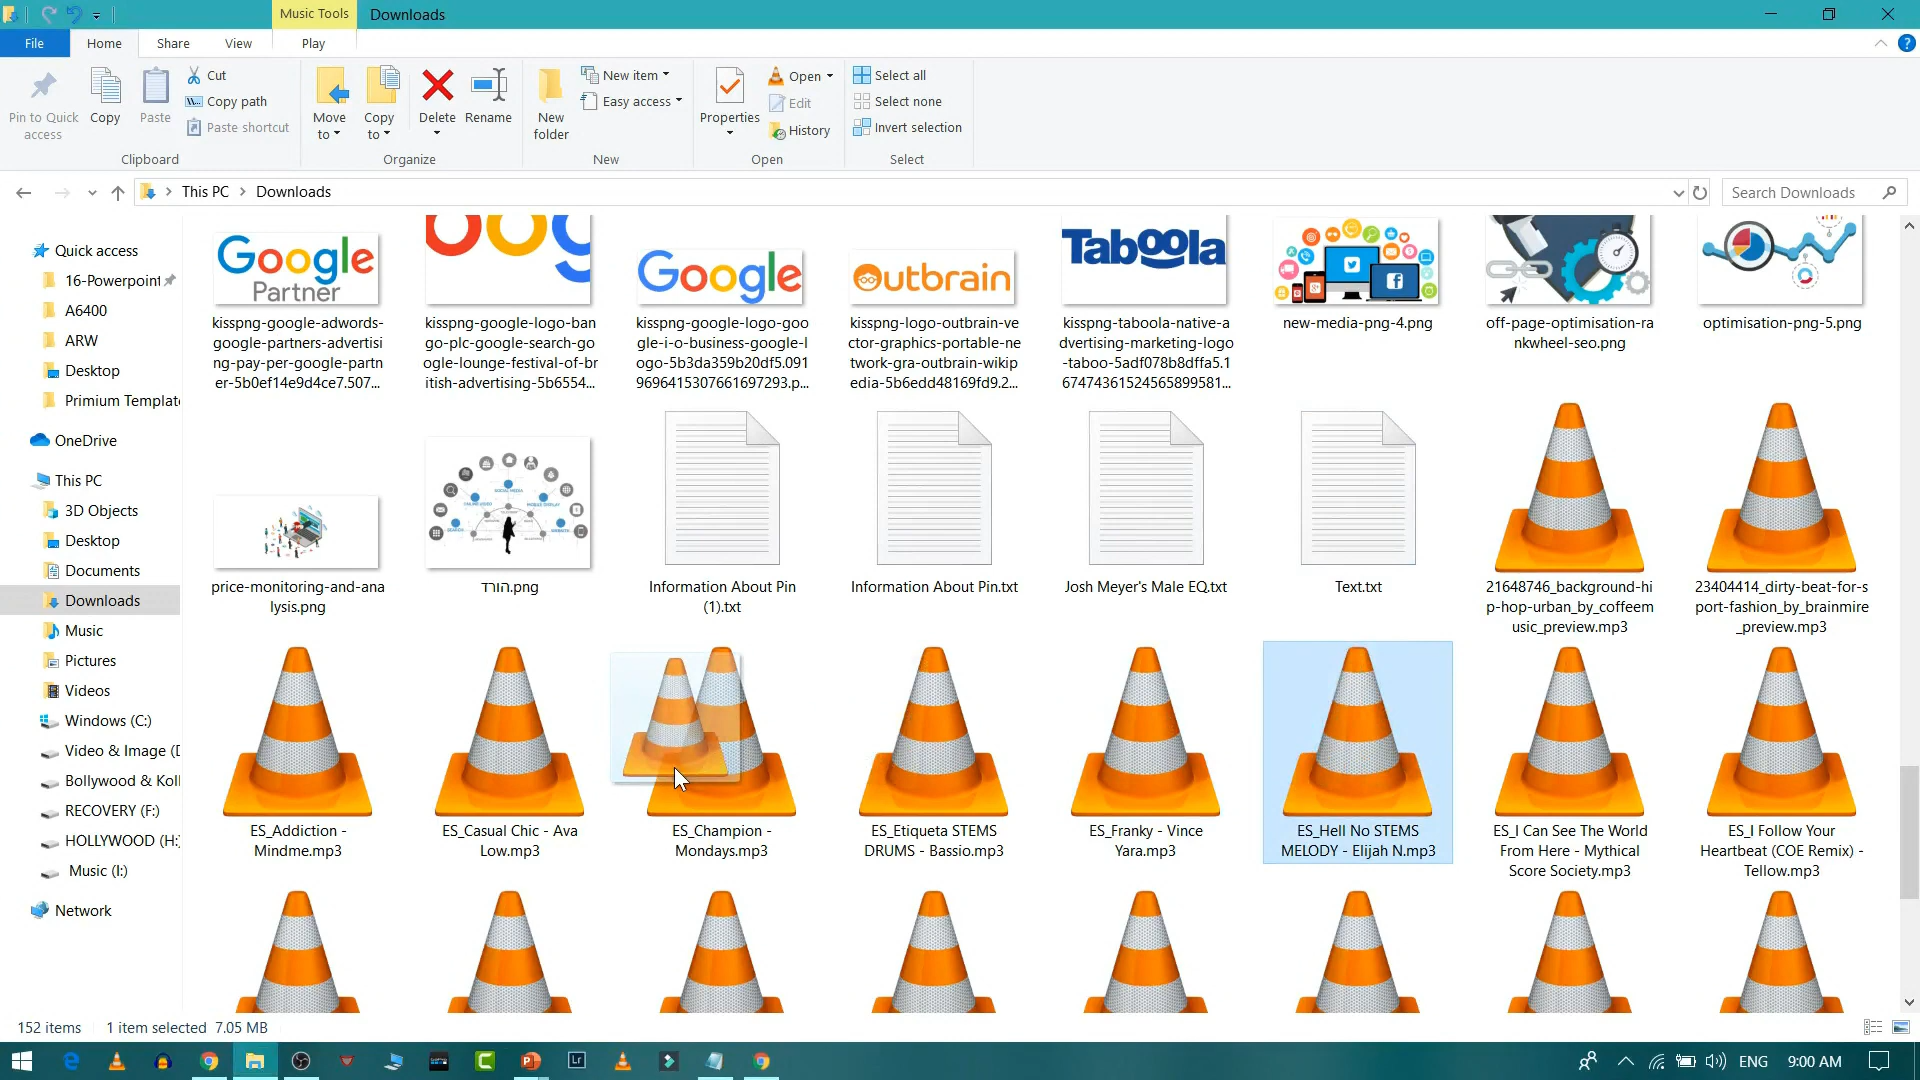 Music Tools
Downloads
File
Home
Share
View
Play
Pin to Quick
access
Copy
Paste
Cut
Copy path
Paste shortcut
Clipboard
Move
to
Copy
to
Delete
Rename
Organize
New
folder
New item
Easy access
New
Properties
Open
Edit
History
Open
Select all
Select none
Invert selection
Select
This PC
Downloads
Search Downloads
Quick access
16-Powerpoint
A6400
ARW
Desktop
Primium Templat
OneDrive
This PC
3D Objects
Desktop
Documents
Downloads
Music
Pictures
Videos
Windows (C:)
Video & Image (D
Bollywood & Koll
RECOVERY (F:)
HOLLYWOOD (H:
Music (I:)
Network
Google
Partner
Google
Outbrain
Taboola
kisspng-google-adwords-
google-partners-advertisi
ng-pay-per-google-partn
er-5b0ef14e9d4ce7.507...
kisspng-google-logo-ban
go-plc-google-search-go
ogle-lounge-festival-of-br
itish-advertising-5b6554...
kisspng-google-logo-goo
gle-i-o-business-google-l
ogo-5b3da359b20df5.091
9696415307661697293.p...
kisspng-logo-outbrain-ve
ctor-graphics-portable-ne
twork-gra-outbrain-wikip
edia-5b6edd48169fd9.2...
kisspng-taboola-native-a
dvertising-marketing-logo
-taboo-5adf078b8dffa5.1
67474361524565899581...
new-media-png-4.png
off-page-optimisation-ra
nkwheel-seo.png
optimisation-png-5.png
price-monitoring-and-ana
lysis.png
הורד.png
Information About Pin
(1).txt
Information About Pin.txt
Josh Meyer's Male EQ.txt
Text.txt
21648746_background-hi
p-hop-urban_by_coffeem
usic_preview.mp3
23404414_dirty-beat-for-s
port-fashion_by_brainmire
_preview.mp3
ES_Addiction -
Mindme.mp3
ES_Casual Chic - Ava
Low.mp3
ES_Champion -
Mondays.mp3
ES_Etiqueta STEMS
DRUMS - Bassio.mp3
ES_Franky - Vince
Yara.mp3
ES_Hell No STEMS
MELODY - Elijah N.mp3
ES_I Can See The World
From Here - Mythical
Score Society.mp3
ES_I Follow Your
Heartbeat (COE Remix) -
Tellow.mp3
152 items
1 item selected 7.05 MB
Lr
ENG
9:00 AM